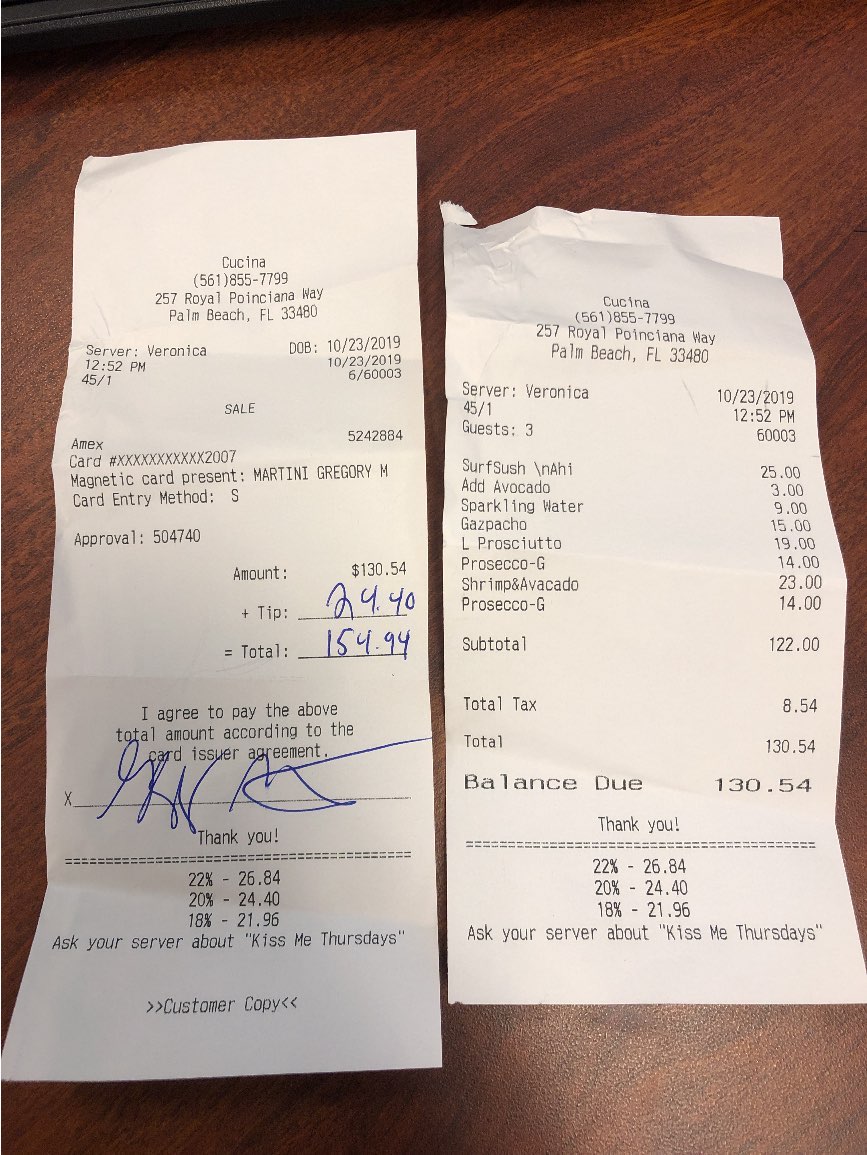 Cucina
(561)855-7799
257 Royal Poinciana Way
Palm Beach, FL 33480
Server: Veronica DOB: 10/23/2019
12:52 PM 10/23/2019
45/1 6/60003
SALE
Amex 5242884
Card #XXXXXXXXXXX2007
Magnetic card present: MARTINI GREGORY M
Card Entry Method: S
Approval: 504740
Amount: $130.54
+ Tip: 24.40
= Total: 154.94
I agree to pay the above
total amount according to the
card issuer agreement.
X
Thank you!
22% - 26.84
20% - 24.40
18% - 21.96
Ask your server about "Kiss Me Thursdays"
>>Customer Copy<<
Cucina
(561)855-7799
257 Royal Poinciana Way
Palm Beach, FL 33480
Server: Veronica 10/23/2019
45/1 12:52 PM
Guests: 3 60003
SurfSush \nAhi 25.00
Add Avocado 3.00
Sparkling Water 9.00
Gazpacho 15.00
L Prosciutto 19.00
Prosecco-G 14.00
Shrimp&Avacado 23.00
Prosecco-G 14.00
Subtotal 122.00
Total Tax 8.54
Total 130.54
Balance Due 130.54
Thank you!
22% - 26.84
20% - 24.40
18% - 21.96
Ask your server about "Kiss Me Thursdays"